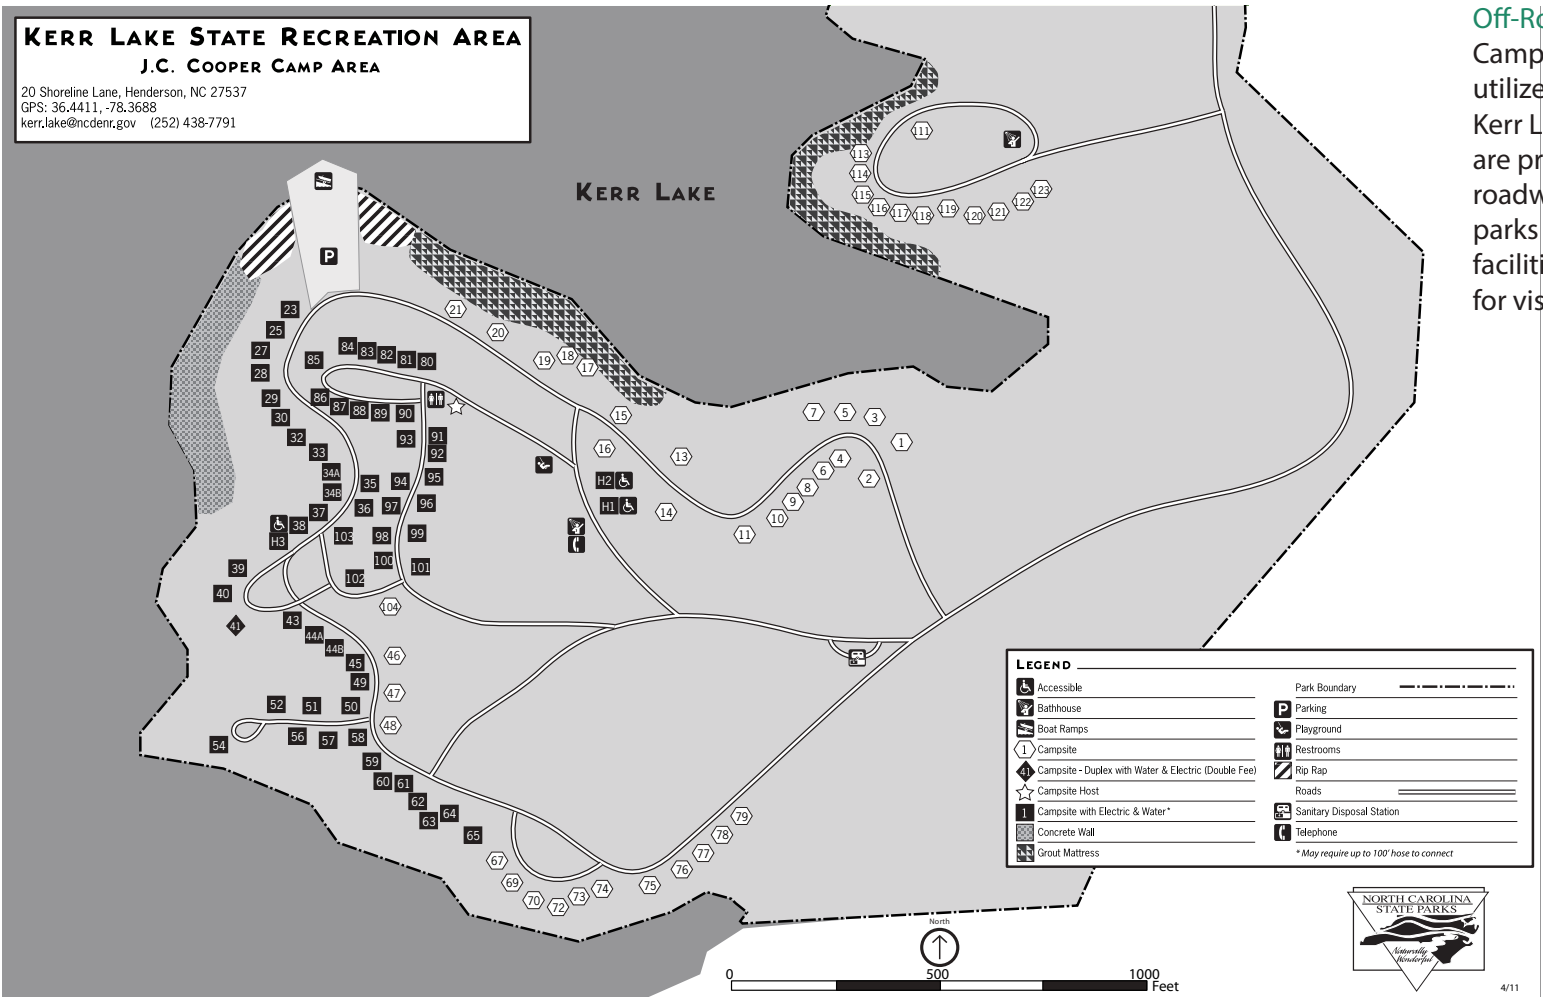 KERR LAKE STATE RECREATION AREA
J.C. COOPER CAMP AREA
20 Shoreline Lane, Henderson, NC 27537
GPS: 36.4411, -78.3688
kerr.lake@ncdenr.gov (252) 438-7791
KERR LAKE
111
113
114
115
116
117
118
119
120
121
122
123
P
23
25
27
28
29
30
32
33
34A
34B
35
36
37
38
H3
39
40
41
43
44A
44B
45
49
50
51
52
54
56
57
58
59
60
61
62
63
64
65
85
84
83
82
81
80
86
87
88
89
90
91
92
93
94
95
96
97
98
99
100
101
102
103
104
46
47
48
21
20
19
18
17
15
16
13
14
H2
H1
11
10
9
8
6
4
2
7
5
3
1
67
69
70
72
73
74
75
76
77
78
79
LEGEND
Accessible
Bathhouse
Boat Ramps
1 Campsite
41 Campsite - Duplex with Water & Electric (Double Fee)
Campsite Host
1 Campsite with Electric & Water*
Concrete Wall
Grout Mattress
Park Boundary
P Parking
Playground
Restrooms
Rip Rap
Roads
Sanitary Disposal Station
Telephone
* May require up to 100' hose to connect
North
0 500 1000
Feet
NORTH CAROLINA
STATE PARKS
Naturally
Wonderful
4/11
Off-Ro
Camp
utilize
Kerr L
are pr
roadw
parks
faciliti
for vis